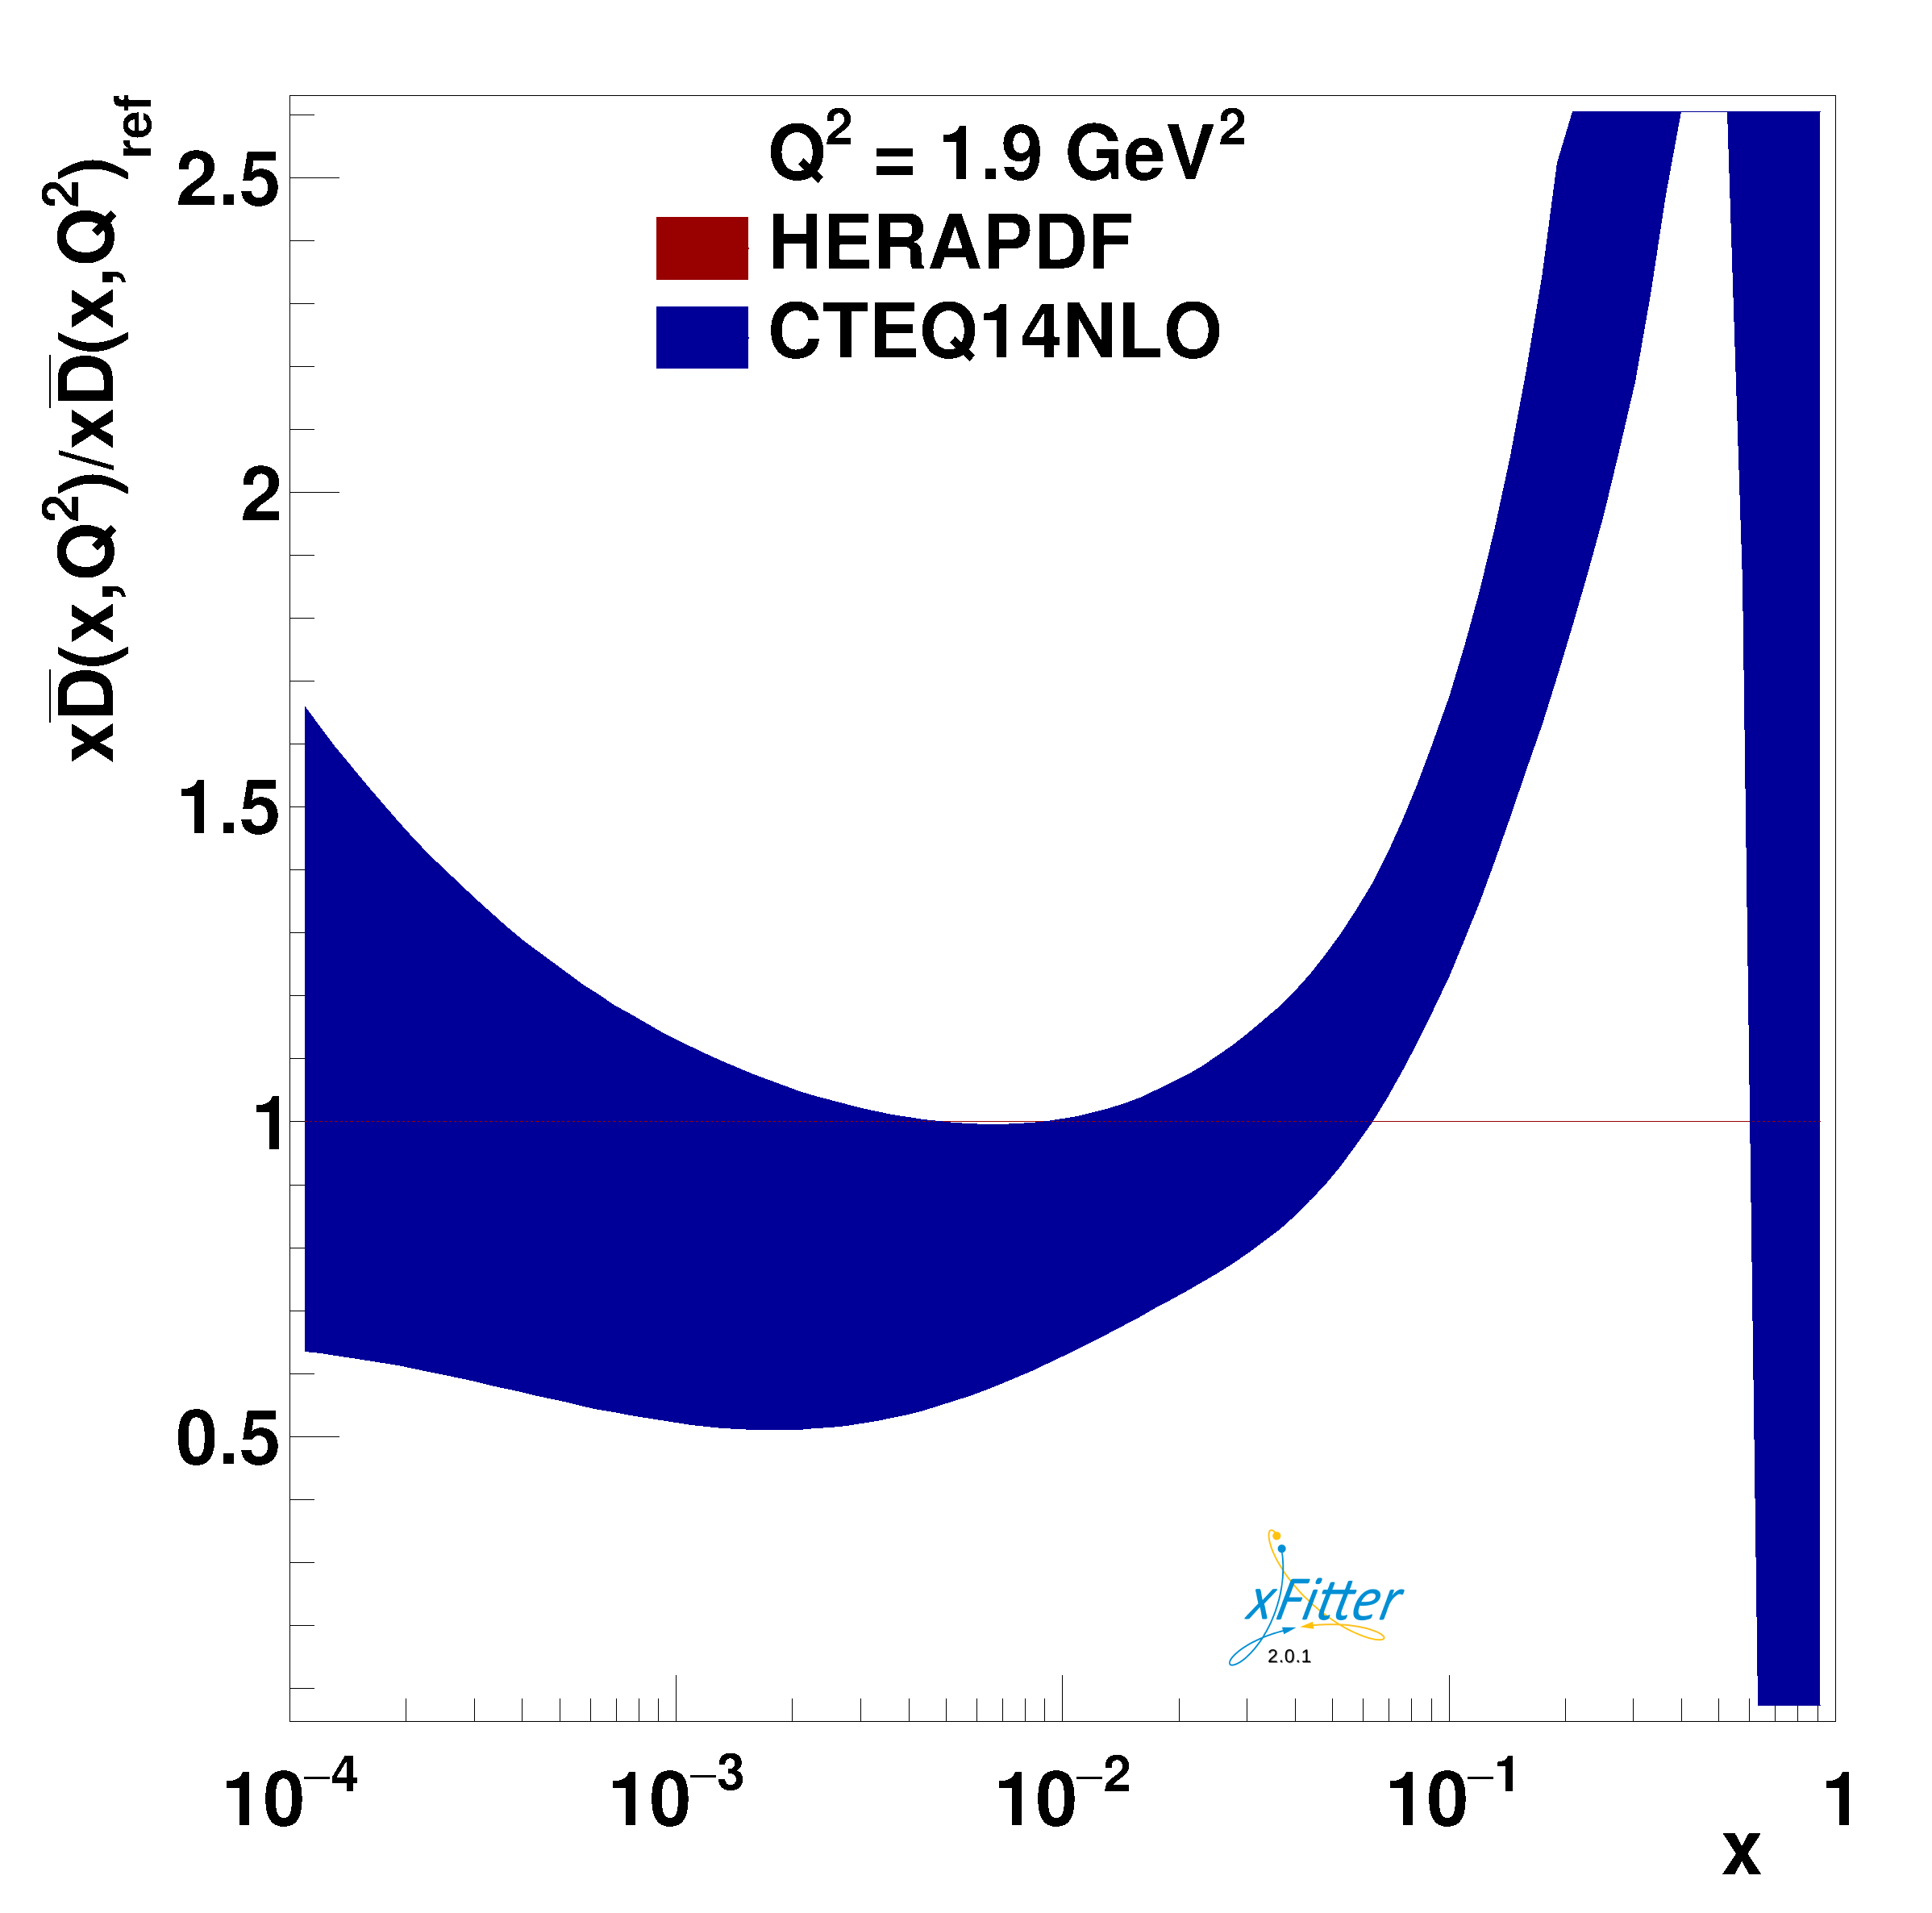 xD̅(x,Q²)/xD̅(x,Q²)ref
Q² = 1.9 GeV²
HERAPDF
CTEQ14NLO
2.5
2
1.5
1
0.5
xFitter
2.0.1
10⁻⁴ 10⁻³ 10⁻² 10⁻¹ 1
x